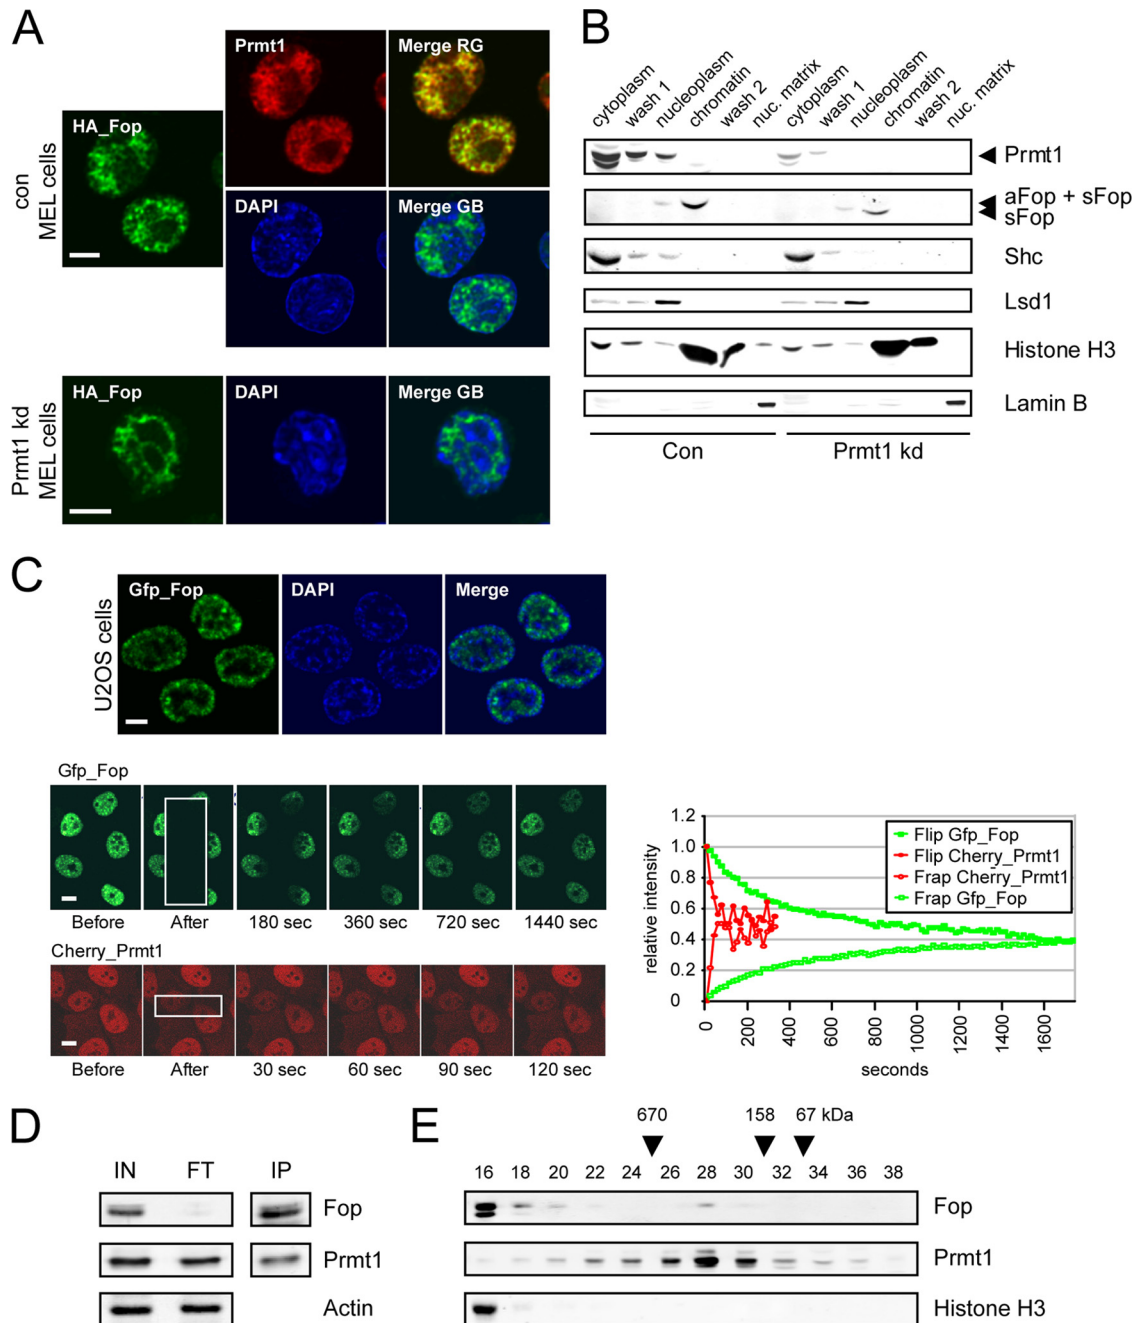 A
con
MEL cells
HA_Fop
Prmt1
Merge RG
DAPI
Merge GB
Prmt1 kd
MEL cells
HA_Fop
DAPI
Merge GB
B
cytoplasm
wash 1
nucleoplasm
chromatin
wash 2
nuc. matrix
cytoplasm
wash 1
nucleoplasm
chromatin
wash 2
nuc. matrix
Prmt1
aFop + sFop
sFop
Shc
Lsd1
Histone H3
Lamin B
Con
Prmt1 kd
C
U2OS cells
Gfp_Fop
DAPI
Merge
Gfp_Fop
Before After 180 sec 360 sec 720 sec 1440 sec
Cherry_Prmt1
Before After 30 sec 60 sec 90 sec 120 sec
relative intensity
1.2
1.0
0.8
0.6
0.4
0.2
0
Flip Gfp_Fop
Flip Cherry_Prmt1
Frap Cherry_Prmt1
Frap Gfp_Fop
0 200 400 600 800 1000 1200 1400 1600
seconds
D
IN FT IP
Fop
Prmt1
Actin
E
670 158 67 kDa
16 18 20 22 24 26 28 30 32 34 36 38
Fop
Prmt1
Histone H3